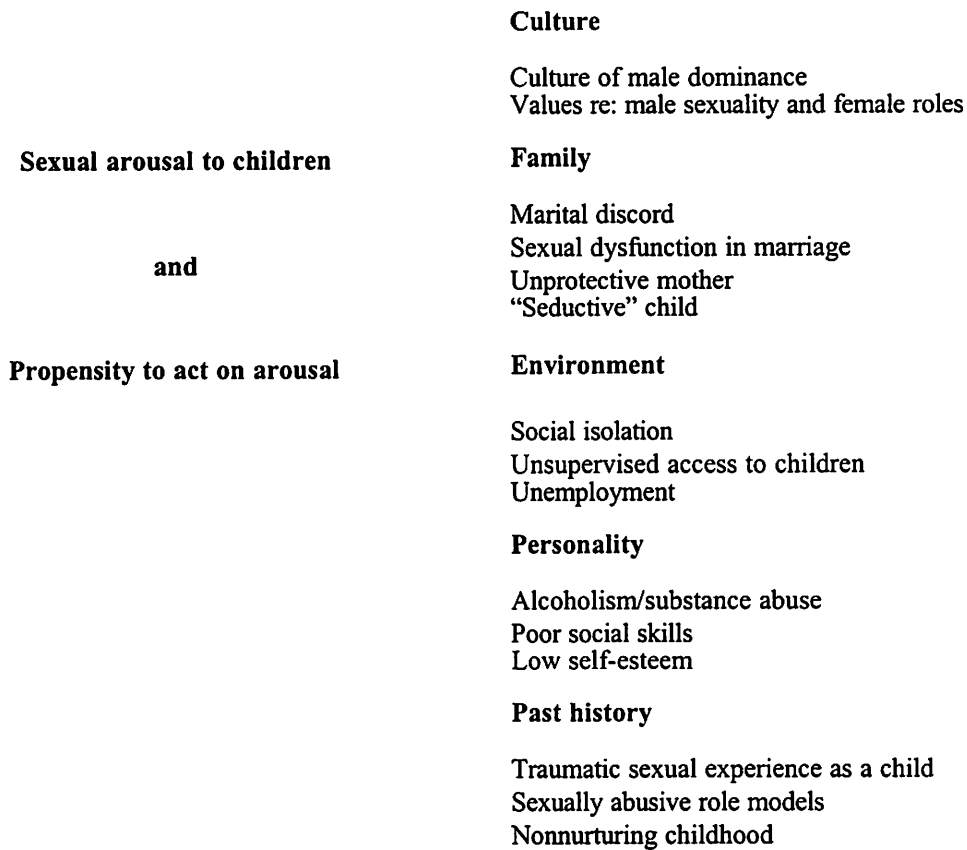 Culture
Culture of male dominance
Values re: male sexuality and female roles
Sexual arousal to children
Family
Marital discord
Sexual dysfunction in marriage
and
Unprotective mother
“Seductive” child
Propensity to act on arousal
Environment
Social isolation
Unsupervised access to children
Unemployment
Personality
Alcoholism/substance abuse
Poor social skills
Low self-esteem
Past history
Traumatic sexual experience as a child
Sexually abusive role models
Nonnurturing childhood